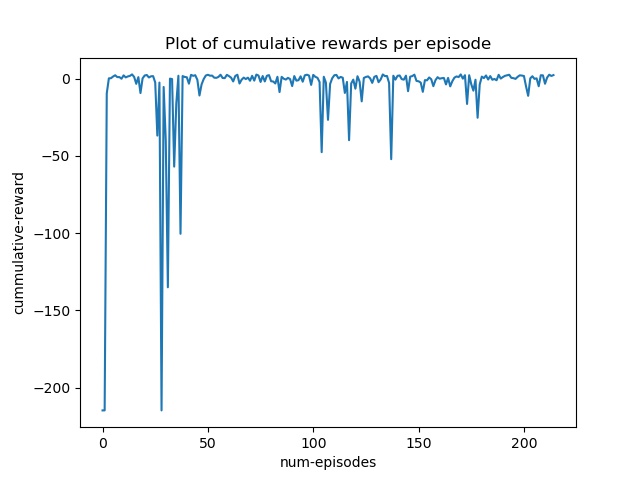 Plot of cumulative rewards per episode
0
−50
−100
−150
−200
cummulative-reward
0 50 100 150 200
num-episodes